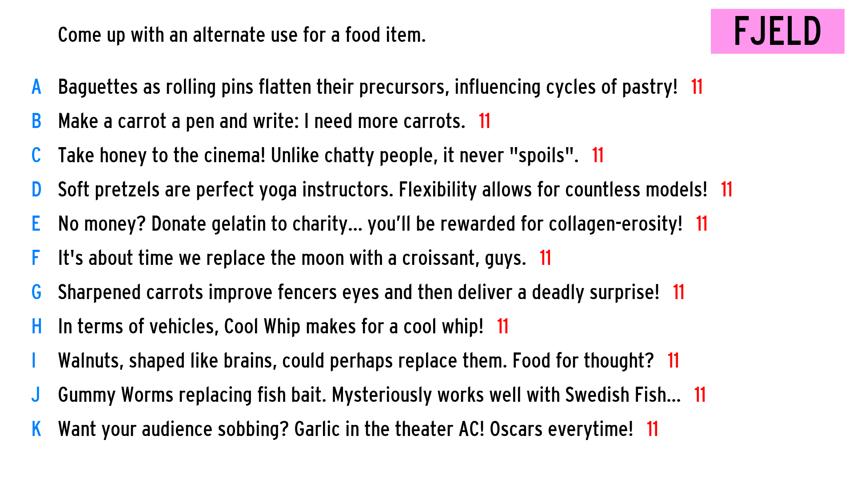 Come up with an alternate use for a food item.
FJELD
A Baguettes as rolling pins flatten their precursors, influencing cycles of pastry! 11
B Make a carrot a pen and write: I need more carrots. 11
C Take honey to the cinema! Unlike chatty people, it never "spoils". 11
D Soft pretzels are perfect yoga instructors. Flexibility allows for countless models! 11
E No money? Donate gelatin to charity... you'll be rewarded for collagen-erosity! 11
F It's about time we replace the moon with a croissant, guys. 11
G Sharpened carrots improve fencers eyes and then deliver a deadly surprise! 11
H In terms of vehicles, Cool Whip makes for a cool whip! 11
I Walnuts, shaped like brains, could perhaps replace them. Food for thought? 11
J Gummy Worms replacing fish bait. Mysteriously works well with Swedish Fish... 11
K Want your audience sobbing? Garlic in the theater AC! Oscars everytime! 11